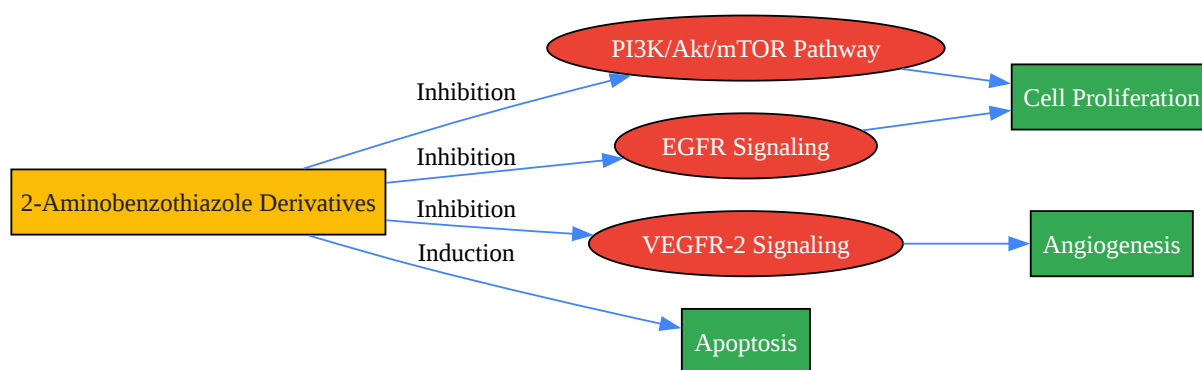 PI3K/Akt/mTOR Pathway
Inhibition
Cell Proliferation
EGFR Signaling
Inhibition
2-Aminobenzothiazole Derivatives
Inhibition
VEGFR-2 Signaling
Angiogenesis
Induction
Apoptosis